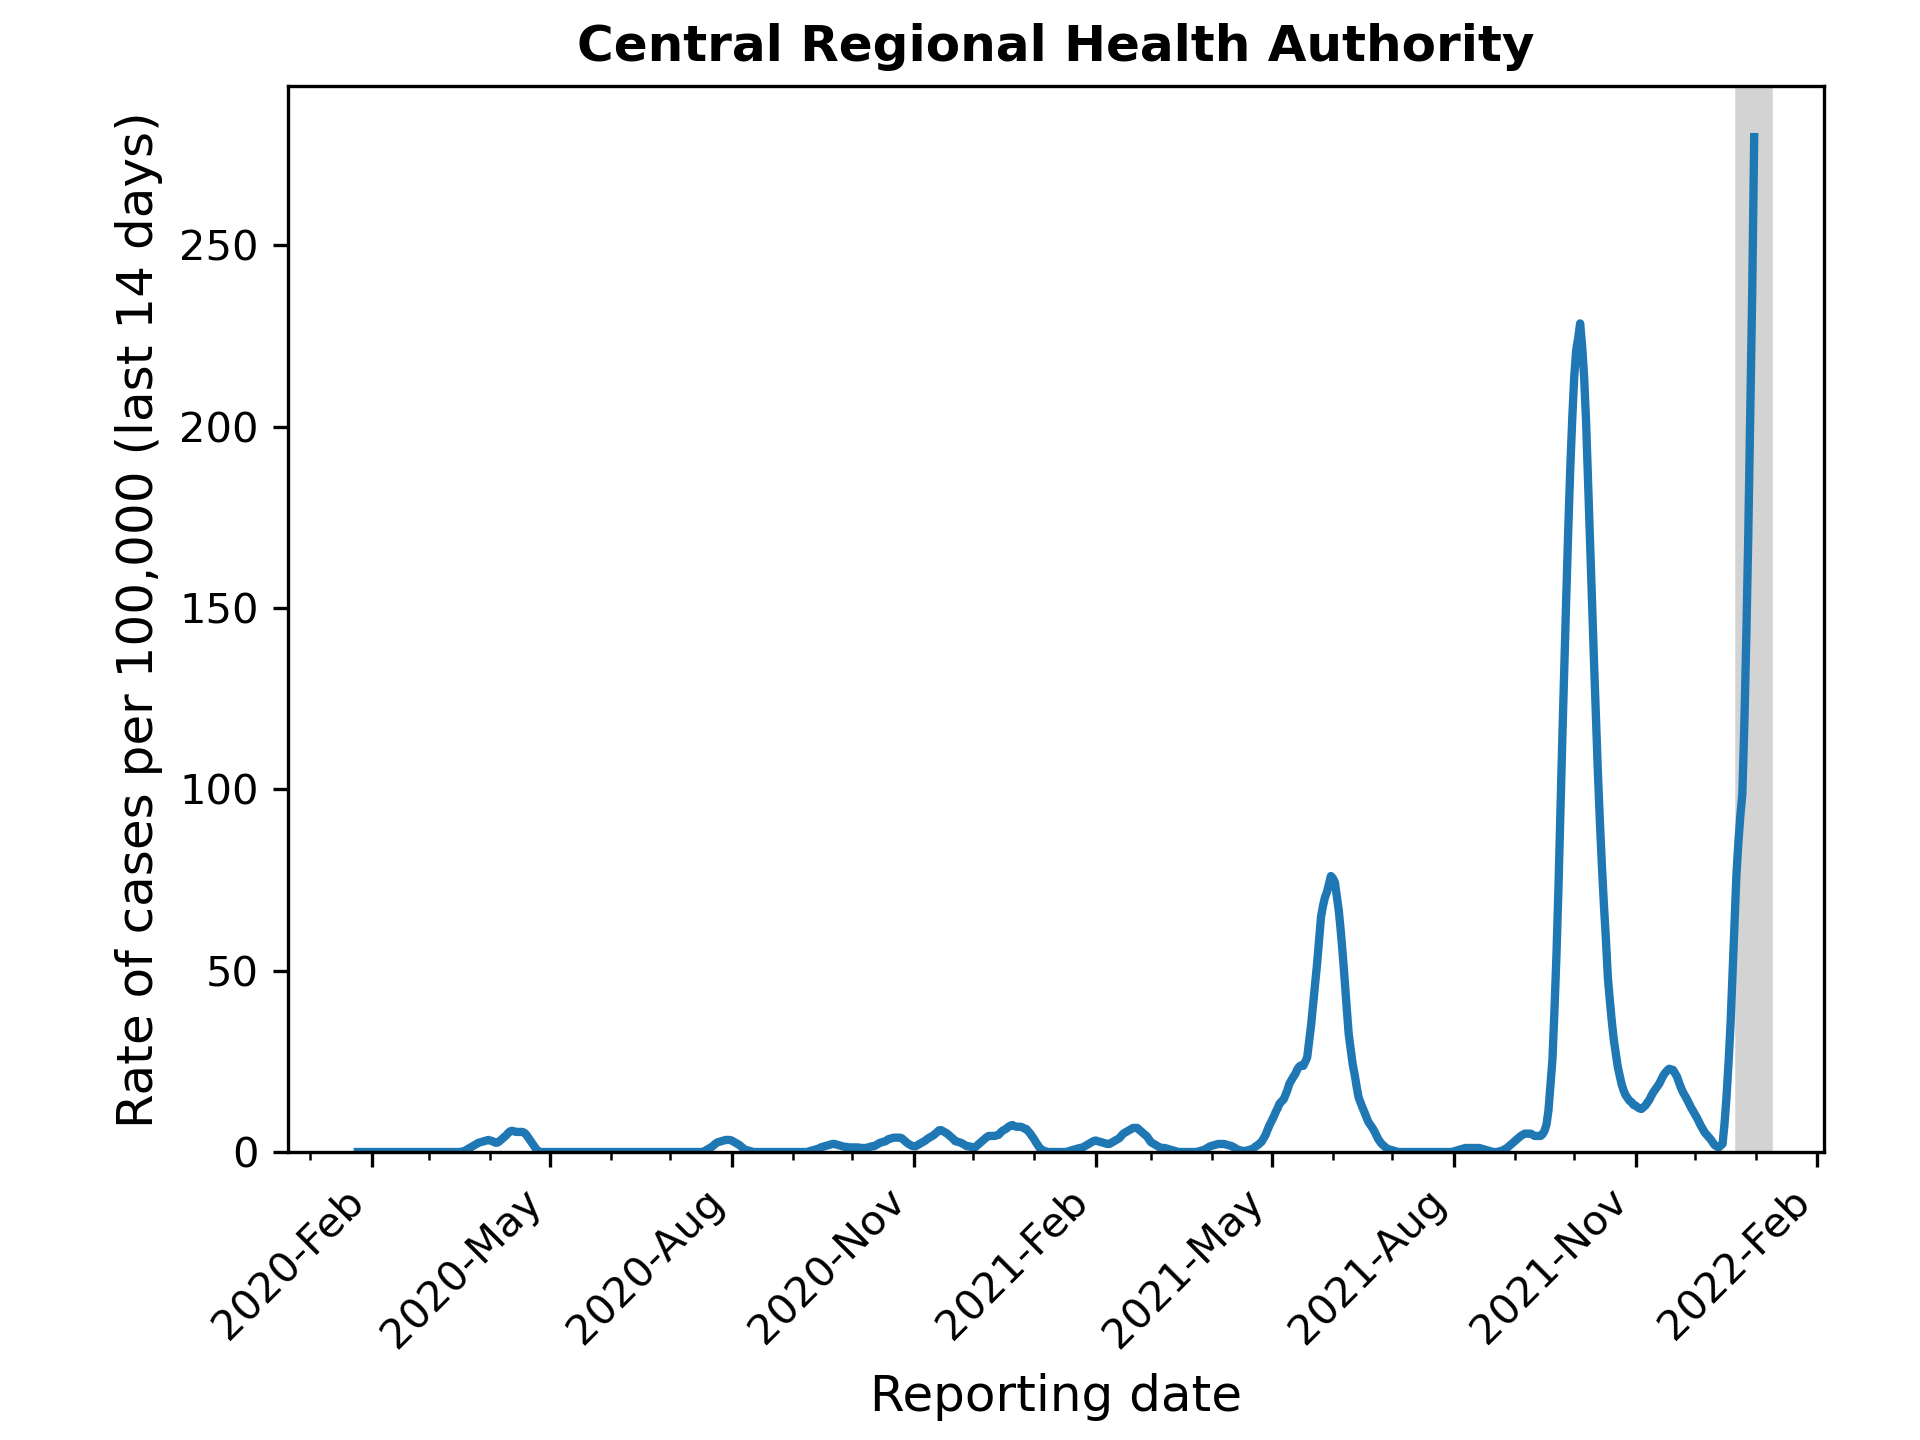 Central Regional Health Authority
Rate of cases per 100,000 (last 14 days)
250
200
150
100
50
0
2020-Feb
2020-May
2020-Aug
2020-Nov
2021-Feb
2021-May
2021-Aug
2021-Nov
2022-Feb
Reporting date